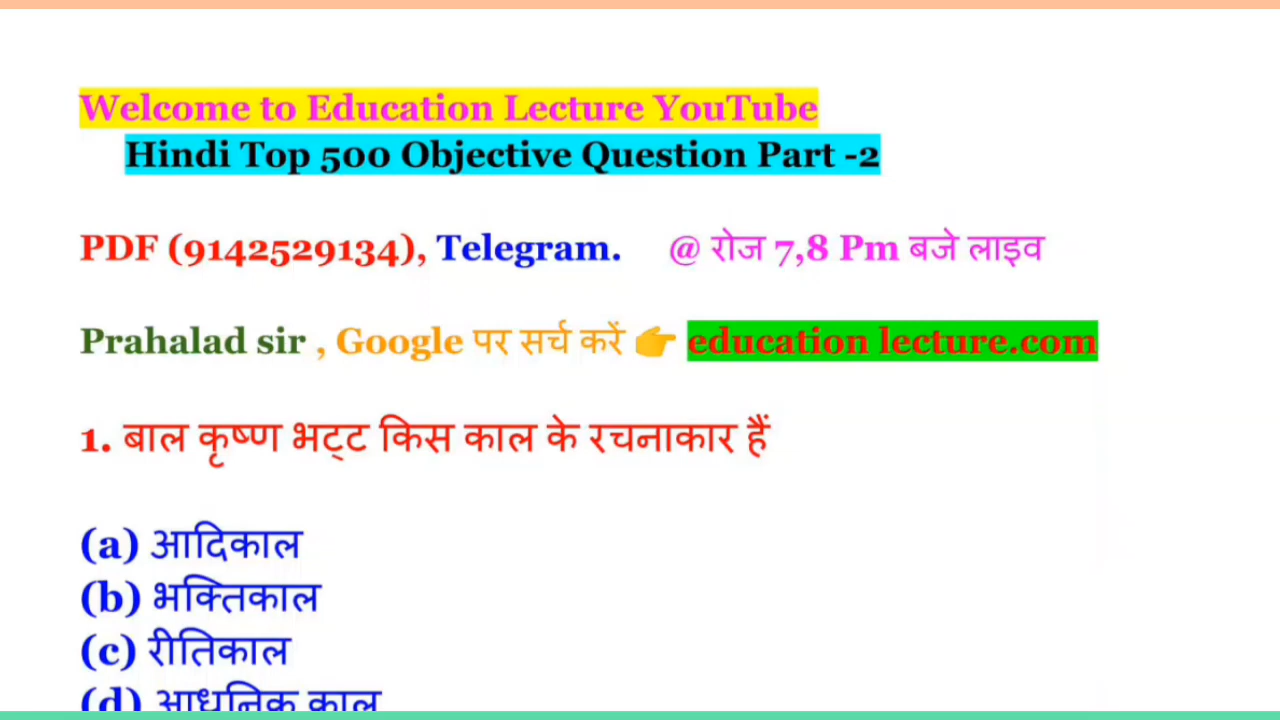 Welcome to Education Lecture YouTube
Hindi Top 500 Objective Question Part -2
PDF (9142529134), Telegram. @ रोज 7,8 Pm बजे लाइव
Prahalad sir , Google पर सर्च करें 👉 education lecture.com
1. बाल कृष्ण भट्ट किस काल के रचनाकार हैं
(a) आदिकाल
(b) भक्तिकाल
(c) रीतिकाल
(d) आधुनिक काल